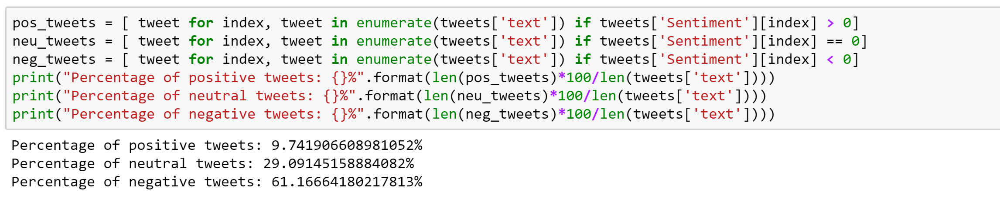 pos_tweets = [ tweet for index, tweet in enumerate(tweets['text']) if tweets['Sentiment'][index] > 0]
neu_tweets = [ tweet for index, tweet in enumerate(tweets['text']) if tweets['Sentiment'][index] == 0]
neg_tweets = [ tweet for index, tweet in enumerate(tweets['text']) if tweets['Sentiment'][index] < 0]
print("Percentage of positive tweets: {}%".format(len(pos_tweets)*100/len(tweets['text'])))
print("Percentage of neutral tweets: {}%".format(len(neu_tweets)*100/len(tweets['text'])))
print("Percentage of negative tweets: {}%".format(len(neg_tweets)*100/len(tweets['text'])))
Percentage of positive tweets: 9.741906608981052%
Percentage of neutral tweets: 29.09145158884082%
Percentage of negative tweets: 61.16664180217813%